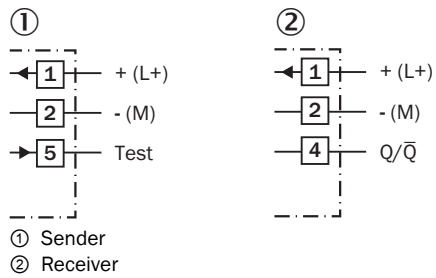 ① ②
1 + (L+) 1 + (L+)
2 - (M) 2 - (M)
5 Test 4 Q/Q̅
① Sender
② Receiver